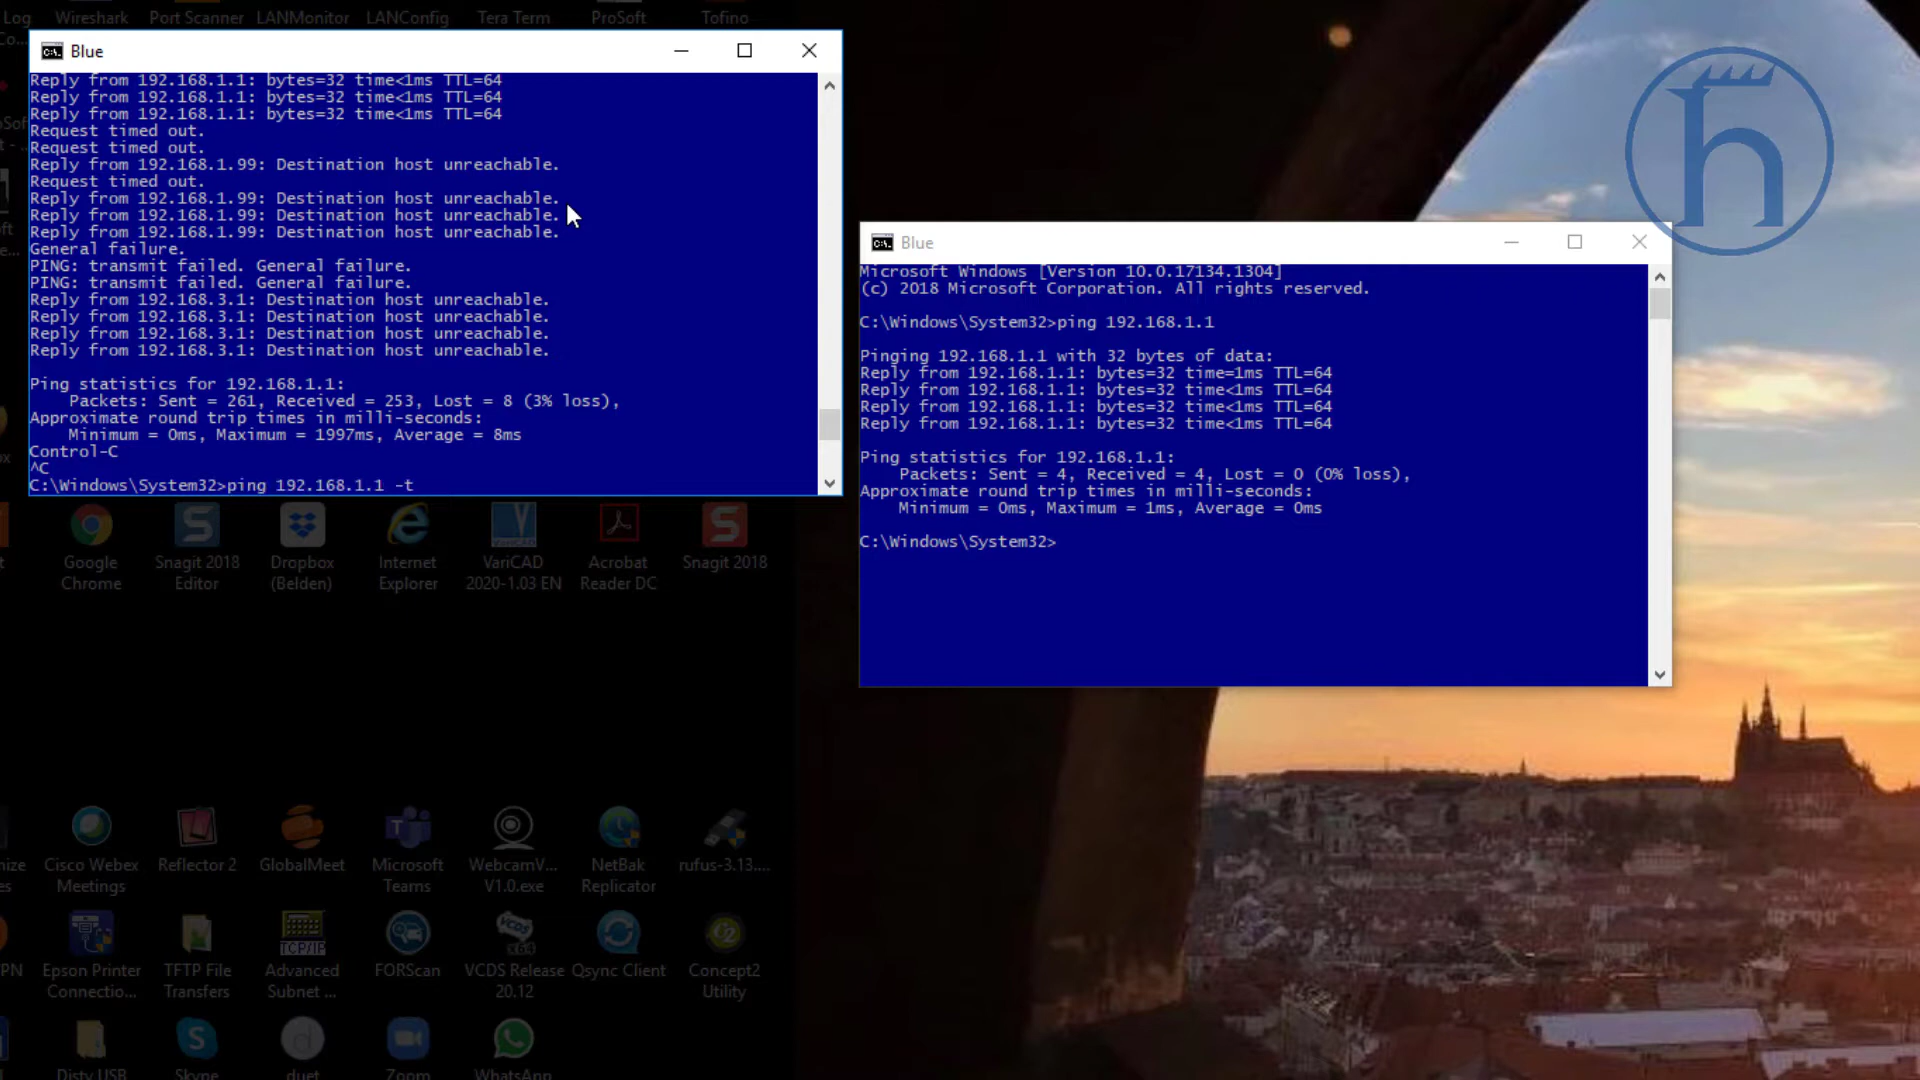 Log
Wireshark
Port Scanner
LANMonitor
LANConfig
Tera Term
ProSoft
Tofino
Blue
Reply from 192.168.1.1: bytes=32 time<1ms TTL=64
Reply from 192.168.1.1: bytes=32 time<1ms TTL=64
Reply from 192.168.1.1: bytes=32 time<1ms TTL=64
Request timed out.
Request timed out.
Reply from 192.168.1.99: Destination host unreachable.
Request timed out.
Reply from 192.168.1.99: Destination host unreachable.
Reply from 192.168.1.99: Destination host unreachable.
Reply from 192.168.1.99: Destination host unreachable.
General failure.
PING: transmit failed. General failure.
PING: transmit failed. General failure.
Reply from 192.168.3.1: Destination host unreachable.
Reply from 192.168.3.1: Destination host unreachable.
Reply from 192.168.3.1: Destination host unreachable.
Reply from 192.168.3.1: Destination host unreachable.
Ping statistics for 192.168.1.1:
Packets: Sent = 261, Received = 253, Lost = 8 (3% loss),
Approximate round trip times in milli-seconds:
Minimum = 0ms, Maximum = 1997ms, Average = 8ms
Control-C
^C
C:\Windows\System32>ping 192.168.1.1 -t
Blue
Microsoft Windows [Version 10.0.17134.1304]
(c) 2018 Microsoft Corporation. All rights reserved.
C:\Windows\System32>ping 192.168.1.1
Pinging 192.168.1.1 with 32 bytes of data:
Reply from 192.168.1.1: bytes=32 time=1ms TTL=64
Reply from 192.168.1.1: bytes=32 time<1ms TTL=64
Reply from 192.168.1.1: bytes=32 time<1ms TTL=64
Reply from 192.168.1.1: bytes=32 time<1ms TTL=64
Ping statistics for 192.168.1.1:
Packets: Sent = 4, Received = 4, Lost = 0 (0% loss),
Approximate round trip times in milli-seconds:
Minimum = 0ms, Maximum = 1ms, Average = 0ms
C:\Windows\System32>
h
Google
Chrome
Snagit 2018
Editor
Dropbox
(Belden)
Internet
Explorer
VariCAD
2020-1.03 EN
Acrobat
Reader DC
Snagit 2018
Cisco Webex
Meetings
Reflector 2
GlobalMeet
Microsoft
Teams
WebcamV...
V1.0.exe
NetBak
Replicator
rufus-3.13....
Epson Printer
Connectio...
TFTP File
Transfers
TCP/IP
Advanced
Subnet ...
FORScan
VCDS
x64
VCDS Release
20.12
Qsync Client
Concept2
Utility
Disty USB
Skype
duet
Zoom
WhatsApp